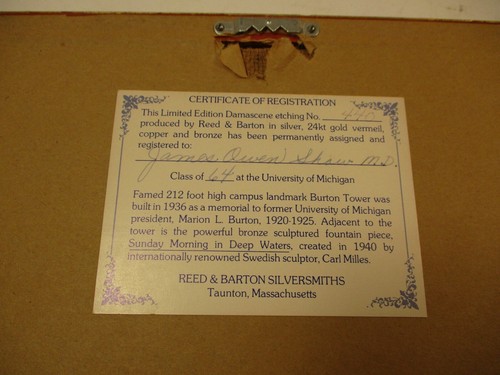 CERTIFICATE OF REGISTRATION
This Limited Edition Damascene etching No. 440
produced by Reed & Barton in silver, 24kt gold vermeil,
copper and bronze has been permanently assigned and
registered to:
James Owen Shaw M.D.
Class of 64 at the University of Michigan
Famed 212 foot high campus landmark Burton Tower was
built in 1936 as a memorial to former University of Michigan
president, Marion L. Burton, 1920-1925. Adjacent to the
tower is the powerful bronze sculptured fountain piece,
Sunday Morning in Deep Waters, created in 1940 by
internationally renowned Swedish sculptor, Carl Milles.
REED & BARTON SILVERSMITHS
Taunton, Massachusetts